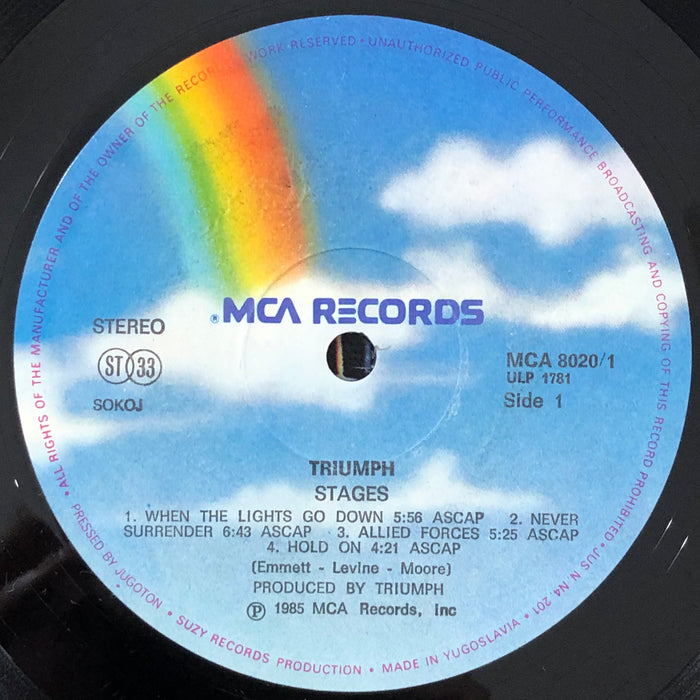 • ALL RIGHTS OF THE MANUFACTURER AND OF THE OWNER OF THE RECORDED WORK RESERVED • UNAUTHORIZED PUBLIC PERFORMANCE BROADCASTING AND COPYING OF THIS RECORD PROHIBITED • JUS N. N4. 201
® MCA RECORDS
STEREO
ST 33
SOKOJ
MCA 8020/1
ULP 1781
Side 1
TRIUMPH
STAGES
1. WHEN THE LIGHTS GO DOWN 5:56 ASCAP 2. NEVER
SURRENDER 6:43 ASCAP 3. ALLIED FORCES 5:25 ASCAP
4. HOLD ON 4:21 ASCAP
(Emmett - Levine - Moore)
PRODUCED BY TRIUMPH
℗ 1985 MCA Records, Inc
PRESSED BY JUGOTON • SUZY RECORDS PRODUCTION • MADE IN YUGOSLAVIA/